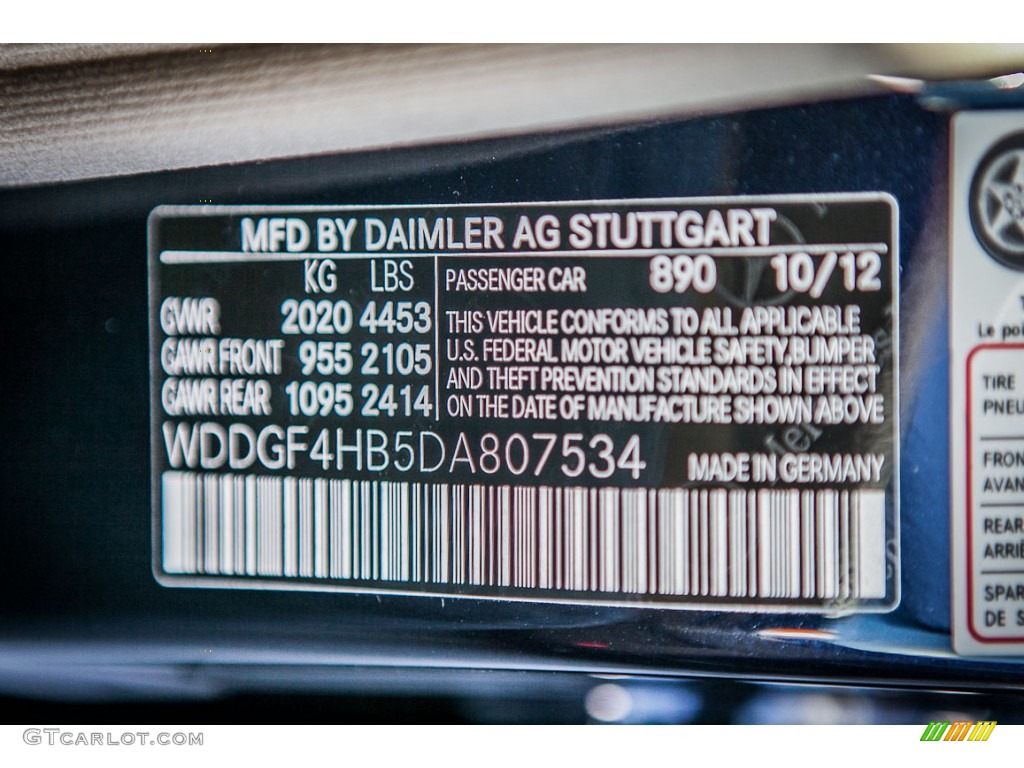 MFD BY DAIMLER AG STUTTGART
KG LBS
GVWR 2020 4453
GAWR FRONT 955 2105
GAWR REAR 1095 2414
PASSENGER CAR 890 10/12
THIS VEHICLE CONFORMS TO ALL APPLICABLE
U.S. FEDERAL MOTOR VEHICLE SAFETY,BUMPER
AND THEFT PREVENTION STANDARDS IN EFFECT
ON THE DATE OF MANUFACTURE SHOWN ABOVE
WDDGF4HB5DA807534
MADE IN GERMANY
Le
TIRE
FRON
AVAN
REAR
SPAR
DE
GTCarLot.com